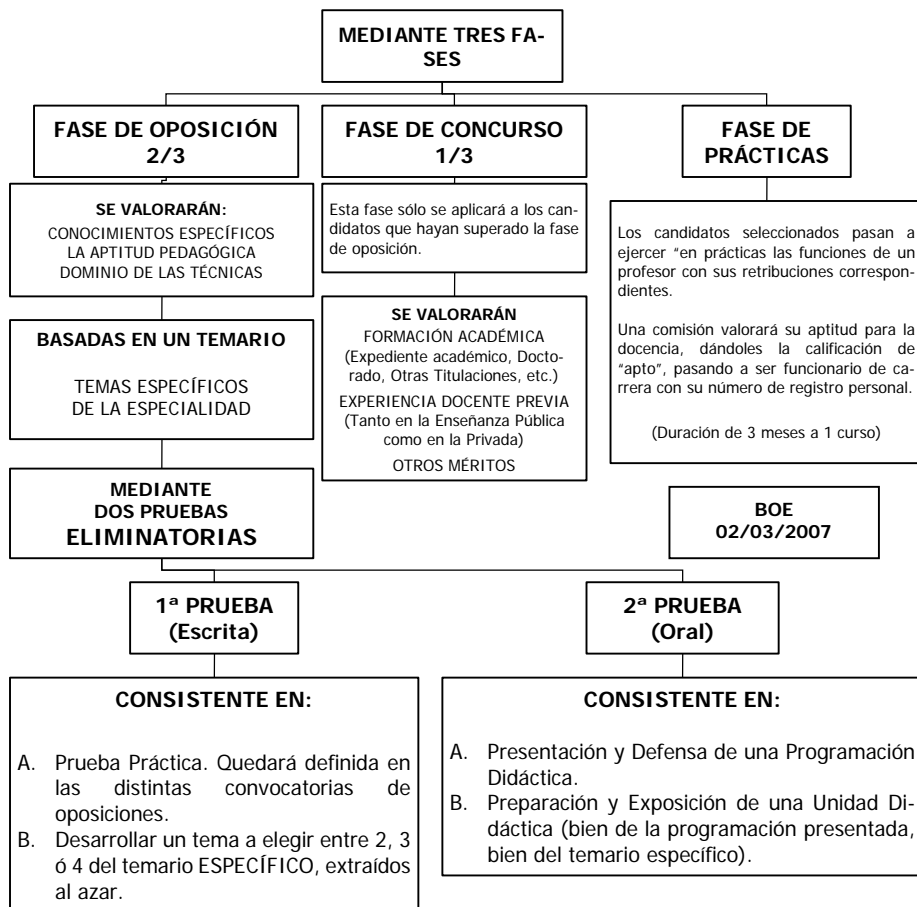 MEDIANTE TRES FA-
SES
FASE DE OPOSICIÓN
2/3
SE VALORARÁN:
CONOCIMIENTOS ESPECÍFICOS
LA APTITUD PEDAGÓGICA
DOMINIO DE LAS TÉCNICAS
BASADAS EN UN TEMARIO
TEMAS ESPECÍFICOS
DE LA ESPECIALIDAD
MEDIANTE
DOS PRUEBAS
ELIMINATORIAS
FASE DE CONCURSO
1/3
Esta fase sólo se aplicará a los can-
didatos que hayan superado la fase
de oposición.
SE VALORARÁN
FORMACIÓN ACADÉMICA
(Expediente académico, Docto-
rado, Otras Titulaciones, etc.)
EXPERIENCIA DOCENTE PREVIA
(Tanto en la Enseñanza Pública
como en la Privada)
OTROS MÉRITOS
FASE DE
PRÁCTICAS
Los candidatos seleccionados pasan a
ejercer “en prácticas las funciones de un
profesor con sus retribuciones correspon-
dientes.
Una comisión valorará su aptitud para la
docencia, dándoles la calificación de
“apto”, pasando a ser funcionario de ca-
rrera con su número de registro personal.
(Duración de 3 meses a 1 curso)
BOE
02/03/2007
1ª PRUEBA
(Escrita)
CONSISTENTE EN:
A. Prueba Práctica. Quedará definida en
las distintas convocatorias de
oposiciones.
B. Desarrollar un tema a elegir entre 2, 3
ó 4 del temario ESPECÍFICO, extraídos
al azar.
2ª PRUEBA
(Oral)
CONSISTENTE EN:
A. Presentación y Defensa de una Programación
Didáctica.
B. Preparación y Exposición de una Unidad Di-
dáctica (bien de la programación presentada,
bien del temario específico).